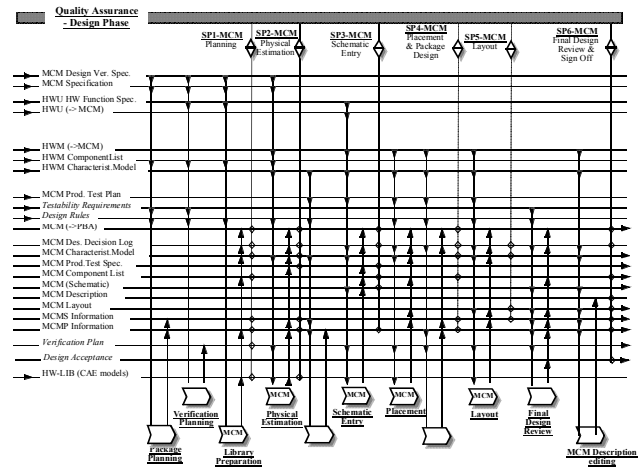 Quality Assurance
- Design Phase
SP1-MCM
Planning
SP2-MCM
Physical
Estimation
SP3-MCM
Schematic
Entry
SP4-MCM
Placement
& Package
Design
SP5-MCM
Layout
SP6-MCM
Final Design
Review &
Sign Off
MCM Design Ver. Spec.
MCM Specification
HWU HW Function Spec.
HWU (-> MCM)
HWM (->MCM)
HWM ComponentList
HWM Characterist.Model
MCM Prod. Test Plan
Testability Requirements
Design Rules
MCM (->PBA)
MCM Des. Decision Log
MCM Characterist.Model
MCM Prod.Test Spec.
MCM Component List
MCM (Schematic)
MCM Description
MCM Layout
MCMS Information
MCMP Information
Verification Plan
Design Acceptance
HW-LIB (CAE models)
Package
Planning
Verification
Planning
MCM
Library
Preparation
MCM
Physical
Estimation
MCM
Schematic
Entry
MCM
Placement
MCM
Layout
Final
Design
Review
MCM Description
editing